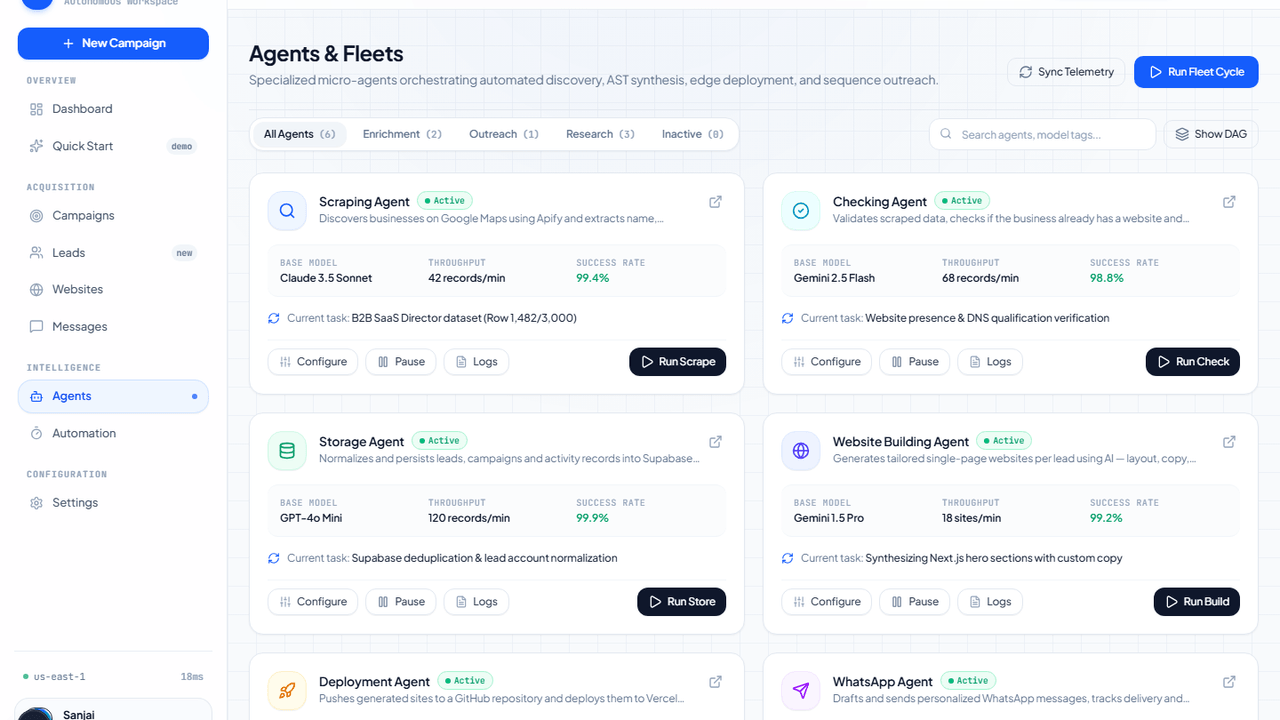 Autonomous Workspace
New Campaign
OVERVIEW
Dashboard
Quick Start demo
ACQUISITION
Campaigns
Leads new
Websites
Messages
INTELLIGENCE
Agents
Automation
CONFIGURATION
Settings
us-east-1 18ms
Sanjai
Agents & Fleets
Specialized micro-agents orchestrating automated discovery, AST synthesis, edge deployment, and sequence outreach.
Sync Telemetry
Run Fleet Cycle
All Agents (6) Enrichment (2) Outreach (1) Research (3) Inactive (0)
Search agents, model tags...
Show DAG
Scraping Agent Active
Discovers businesses on Google Maps using Apify and extracts name,...
BASE MODEL THROUGHPUT SUCCESS RATE
Claude 3.5 Sonnet 42 records/min 99.4%
Current task: B2B SaaS Director dataset (Row 1,482/3,000)
Configure Pause Logs Run Scrape
Checking Agent Active
Validates scraped data, checks if the business already has a website and...
BASE MODEL THROUGHPUT SUCCESS RATE
Gemini 2.5 Flash 68 records/min 98.8%
Current task: Website presence & DNS qualification verification
Configure Pause Logs Run Check
Storage Agent Active
Normalizes and persists leads, campaigns and activity records into Supabase...
BASE MODEL THROUGHPUT SUCCESS RATE
GPT-4o Mini 120 records/min 99.9%
Current task: Supabase deduplication & lead account normalization
Configure Pause Logs Run Store
Website Building Agent Active
Generates tailored single-page websites per lead using AI — layout, copy,...
BASE MODEL THROUGHPUT SUCCESS RATE
Gemini 1.5 Pro 18 sites/min 99.2%
Current task: Synthesizing Next.js hero sections with custom copy
Configure Pause Logs Run Build
Deployment Agent Active
Pushes generated sites to a GitHub repository and deploys them to Vercel...
WhatsApp Agent Active
Drafts and sends personalized WhatsApp messages, tracks delivery and...